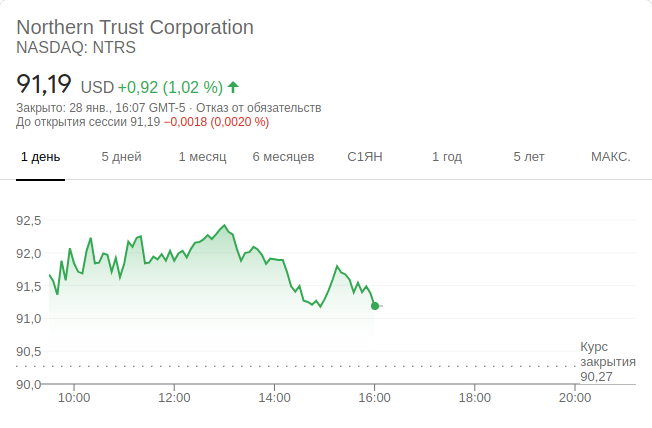 Northern Trust Corporation
NASDAQ: NTRS
91,19 USD +0,92 (1,02 %)
Закрыто: 28 янв., 16:07 GMT-5 · Отказ от обязательств
До открытия сессии 91,19 −0,0018 (0,0020 %)
1 день 5 дней 1 месяц 6 месяцев С1ЯН 1 год 5 лет МАКС.
92,5
92,0
91,5
91,0
90,5
Курс
закрытия
90,27
90,0
10:00 12:00 14:00 16:00 18:00 20:00